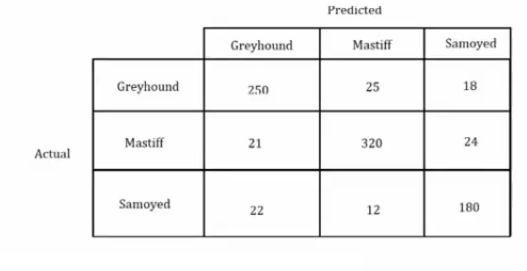 Predicted
Greyhound Mastiff Samoyed
Greyhound 250 25 18
Mastiff 21 320 24
Actual
Samoyed 22 12 180